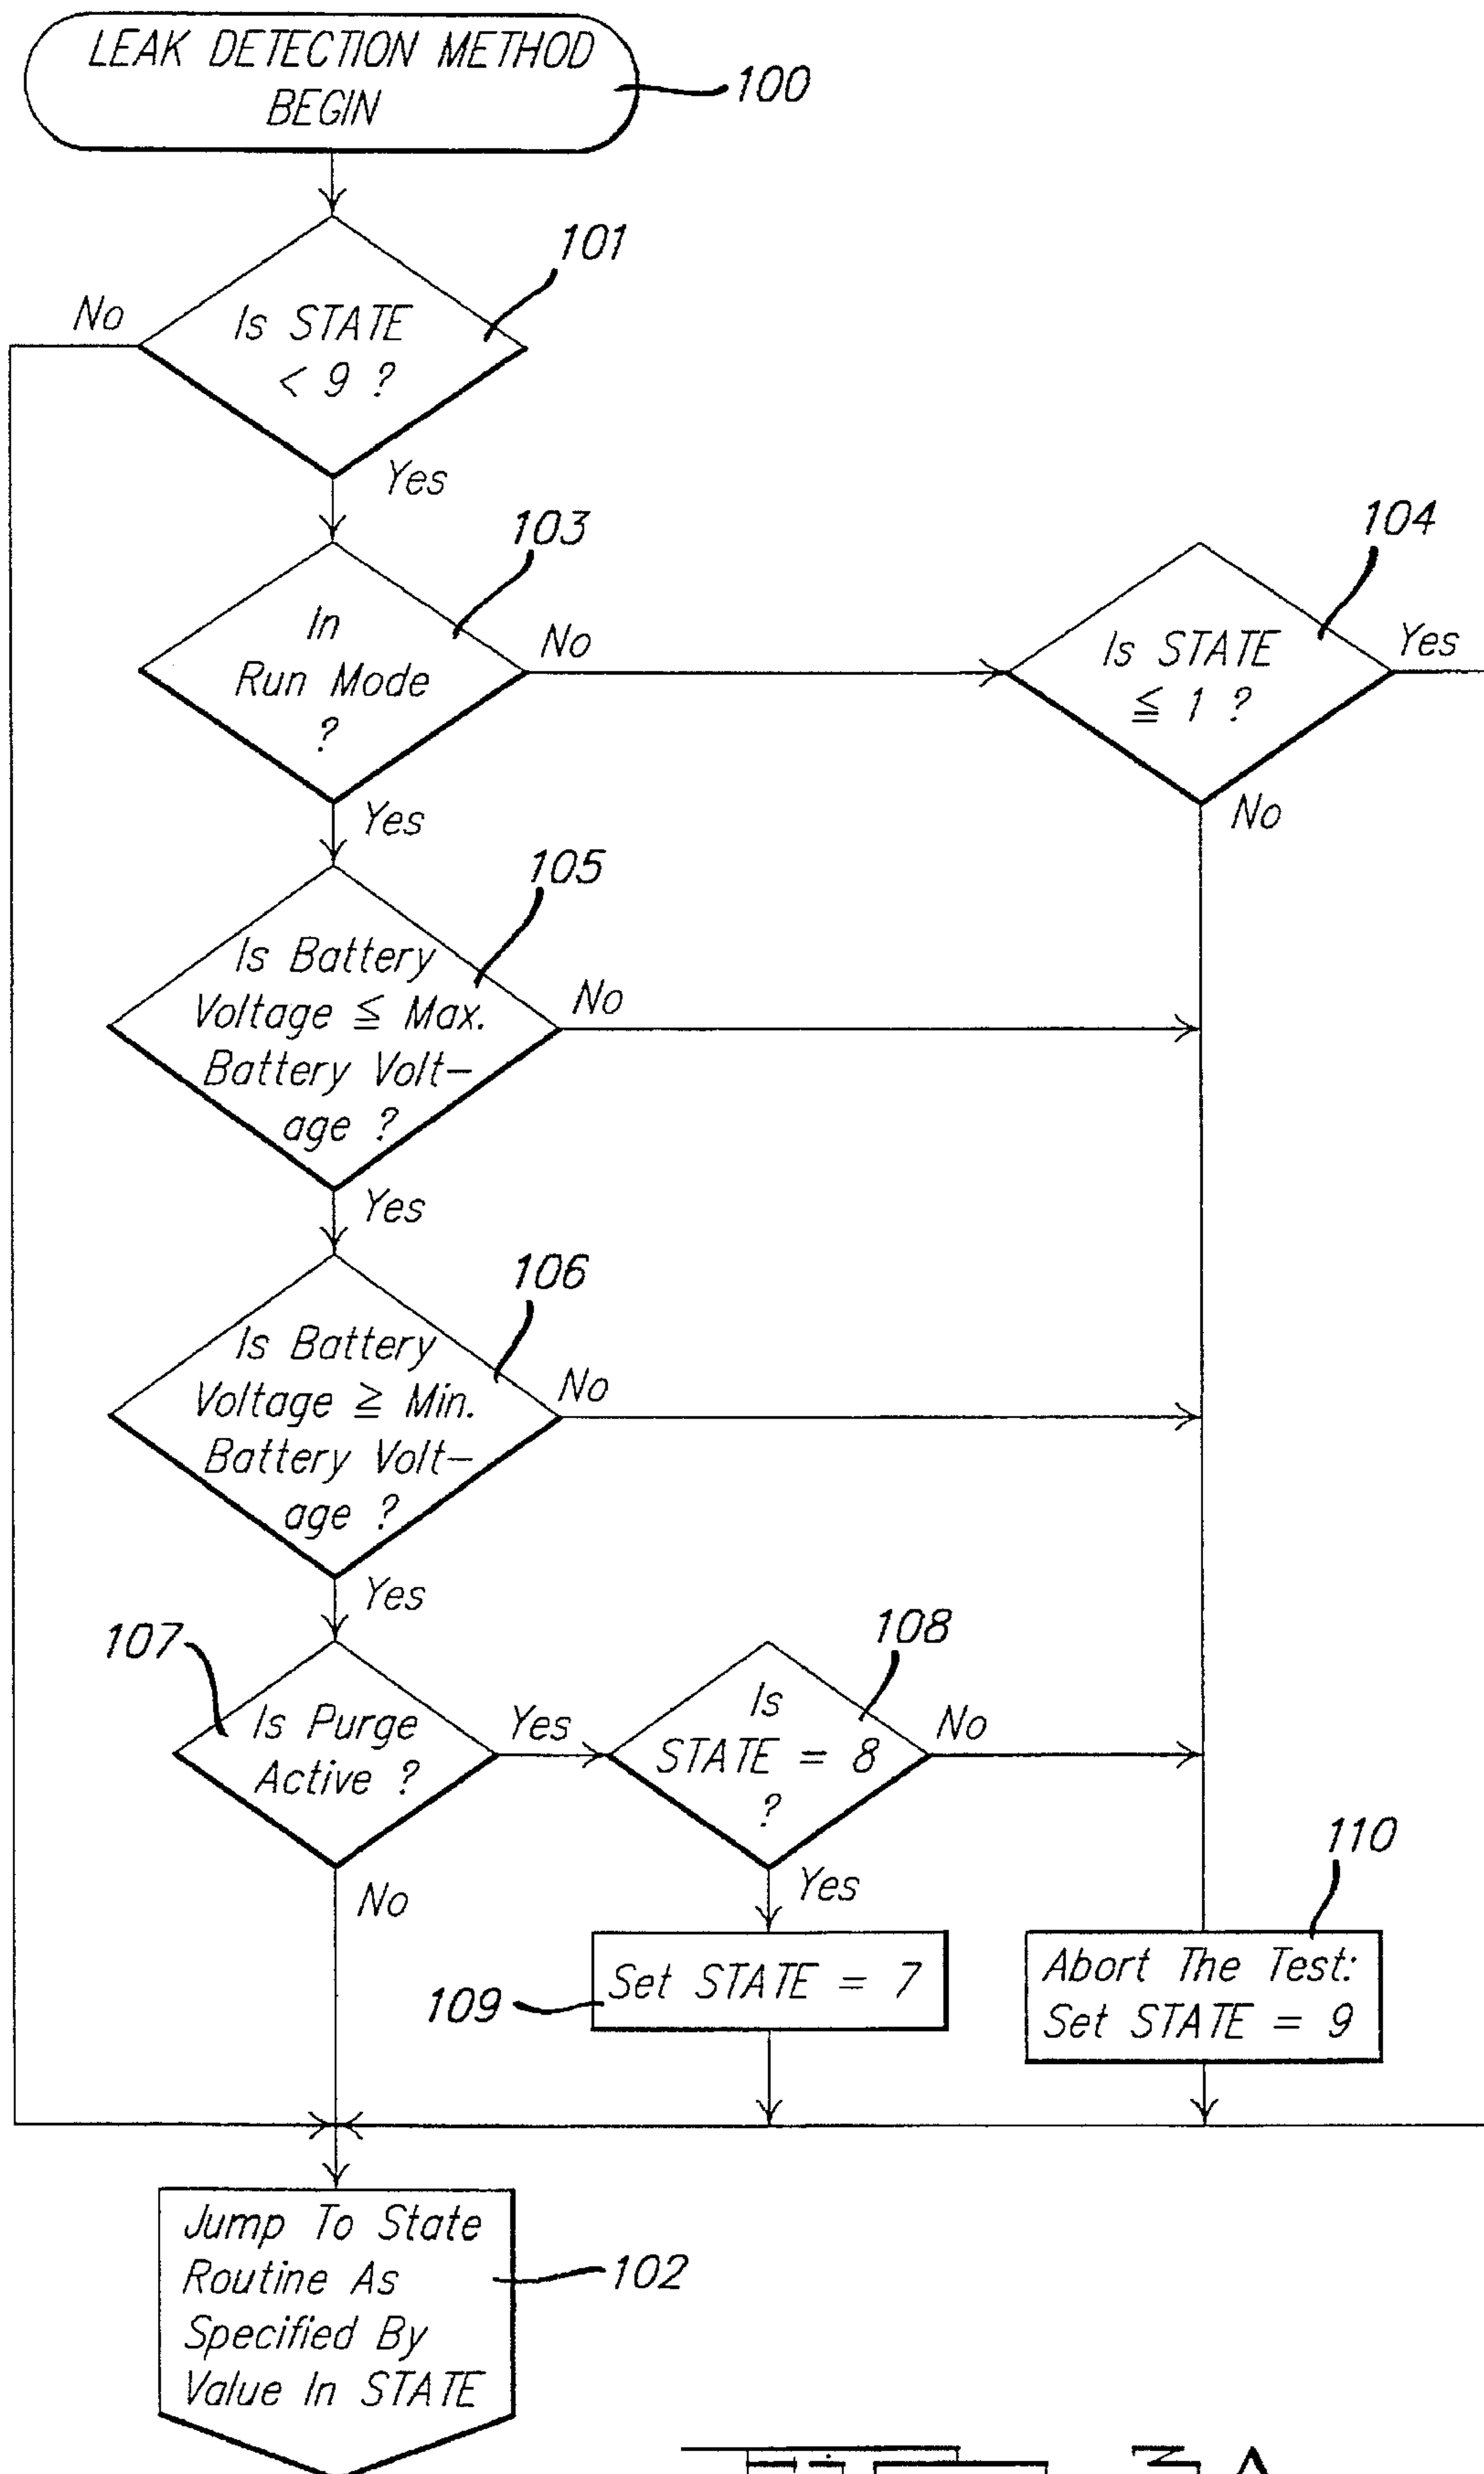 LEAK DETECTION METHOD
BEGIN
100
101
No
Is STATE
< 9 ?
Yes
103
104
In
Run Mode
?
No
Is STATE
≦ 1 ?
Yes
Yes
No
105
Is Battery
Voltage ≦ Max.
Battery Volt-
age ?
No
Yes
106
Is Battery
Voltage ≧ Min.
Battery Volt-
age ?
No
Yes
107
108
Is Purge
Active ?
Yes
Is
STATE = 8
?
No
No
Yes
110
109
Set STATE = 7
Abort The Test:
Set STATE = 9
Jump To State
Routine As
Specified By
Value In STATE
102